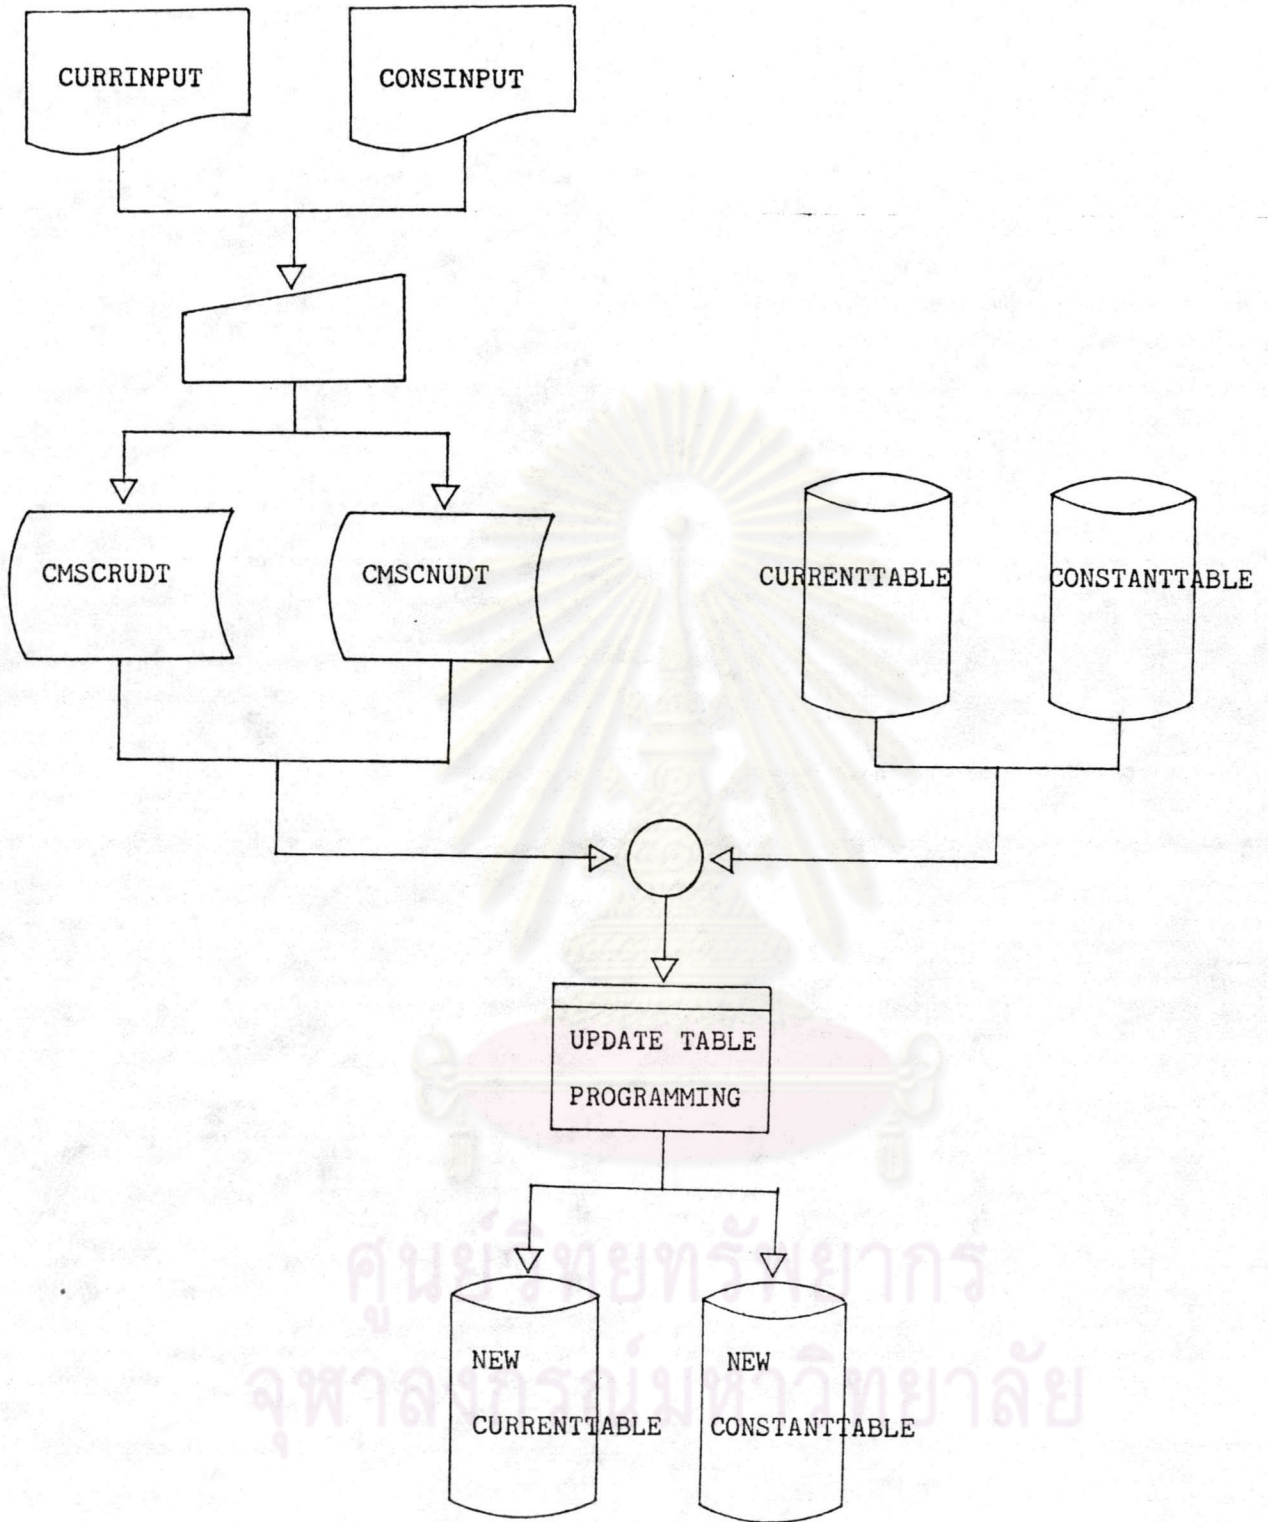 CURRINPUT
CONSINPUT
CMSCRUDT
CMSCNUDT
CURRENTTABLE
CONSTANTTABLE
UPDATE TABLE
PROGRAMMING
NEW
CURRENTTABLE
NEW
CONSTANTTABLE
ศูนย์วิทยทรัพยากร
จุฬาลงกรณ์มหาวิทยาลัย